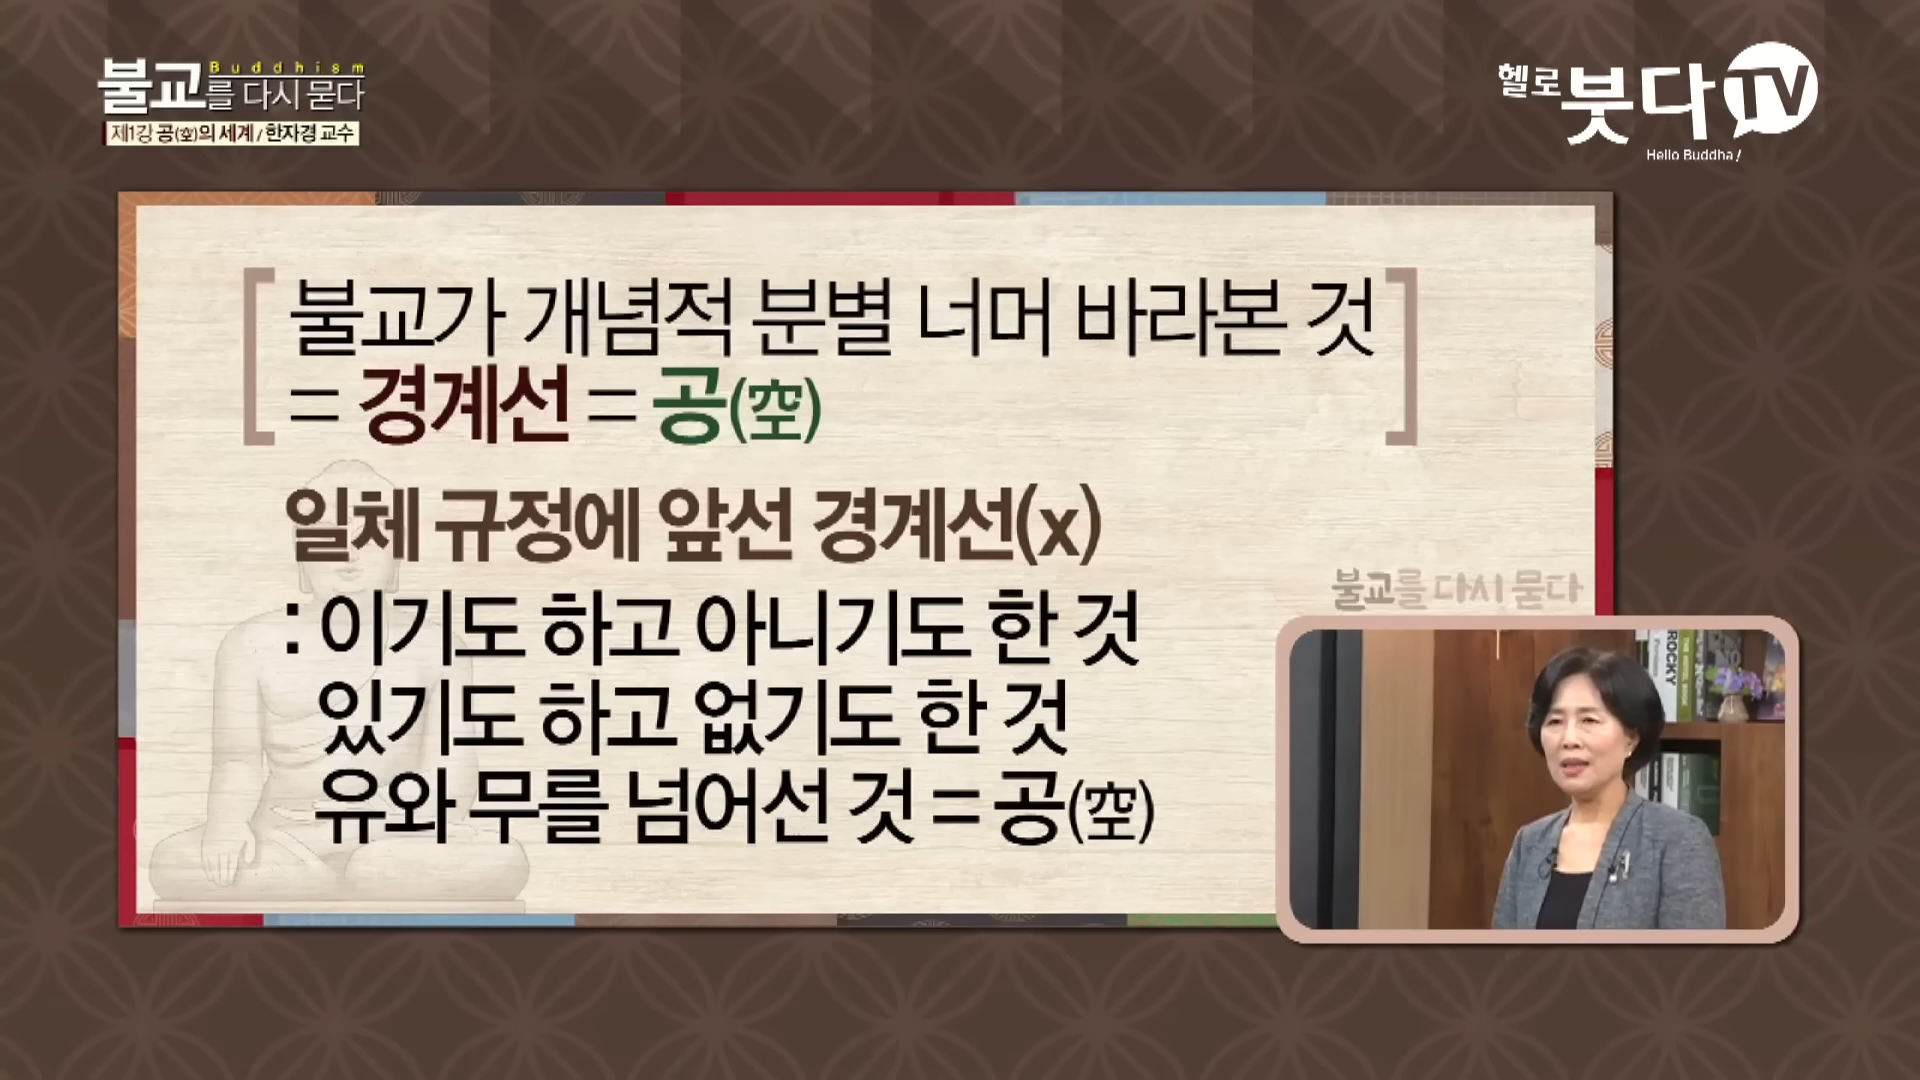 Buddhism
불교를 다시 묻다
제1강 공(空)의 세계 / 한자경 교수
헬로붓다TV
Hello Buddha!
불교가 개념적 분별 너머 바라본 것
= 경계선 = 공(空)
일체 규정에 앞선 경계선(x)
: 이기도 하고 아니기도 한 것
있기도 하고 없기도 한 것
유와 무를 넘어선 것 = 공(空)
불교를 다시 묻다
ROCKY